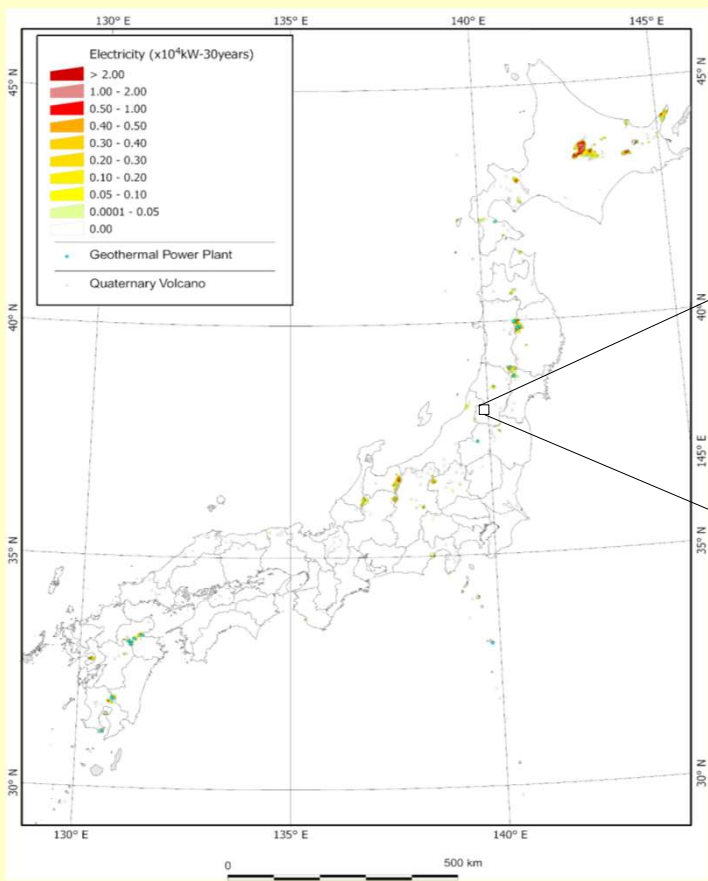 130° E 135° E 140° E 145° E
Electricity (x10⁴kW-30years)
> 2.00
1.00 - 2.00
0.50 - 1.00
0.40 - 0.50
0.30 - 0.40
0.20 - 0.30
0.10 - 0.20
0.05 - 0.10
0.0001 - 0.05
0.00
Geothermal Power Plant
Quaternary Volcano
45° N
45° N
40° N
40° N
145° E
35° N
35° N
30° N
30° N
130° E 135° E 140° E
0 500 km